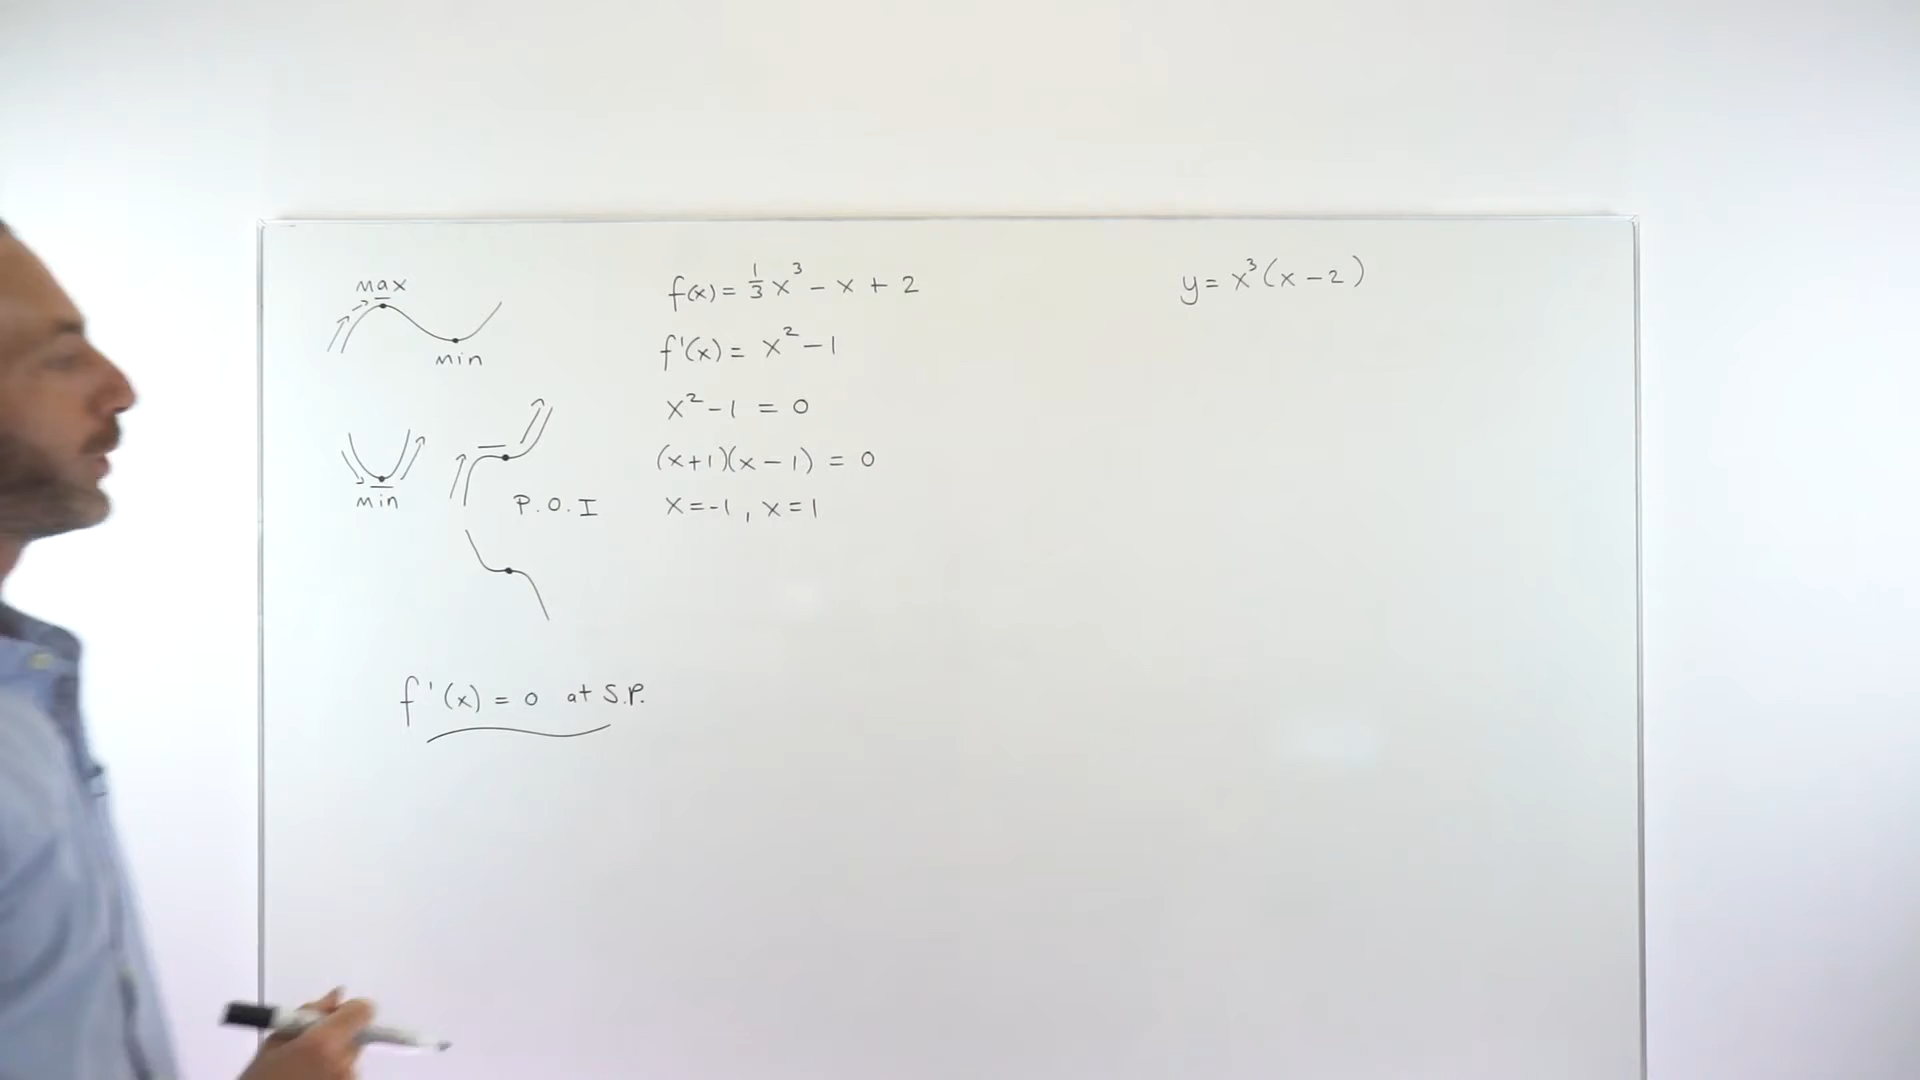 max
min
min
P.O.I
f'(x) = 0 at S.P.
f(x) = 1/3 x³ - x + 2
f'(x) = x² - 1
x² - 1 = 0
(x+1)(x-1) = 0
x = -1, x = 1
y = x³(x-2)